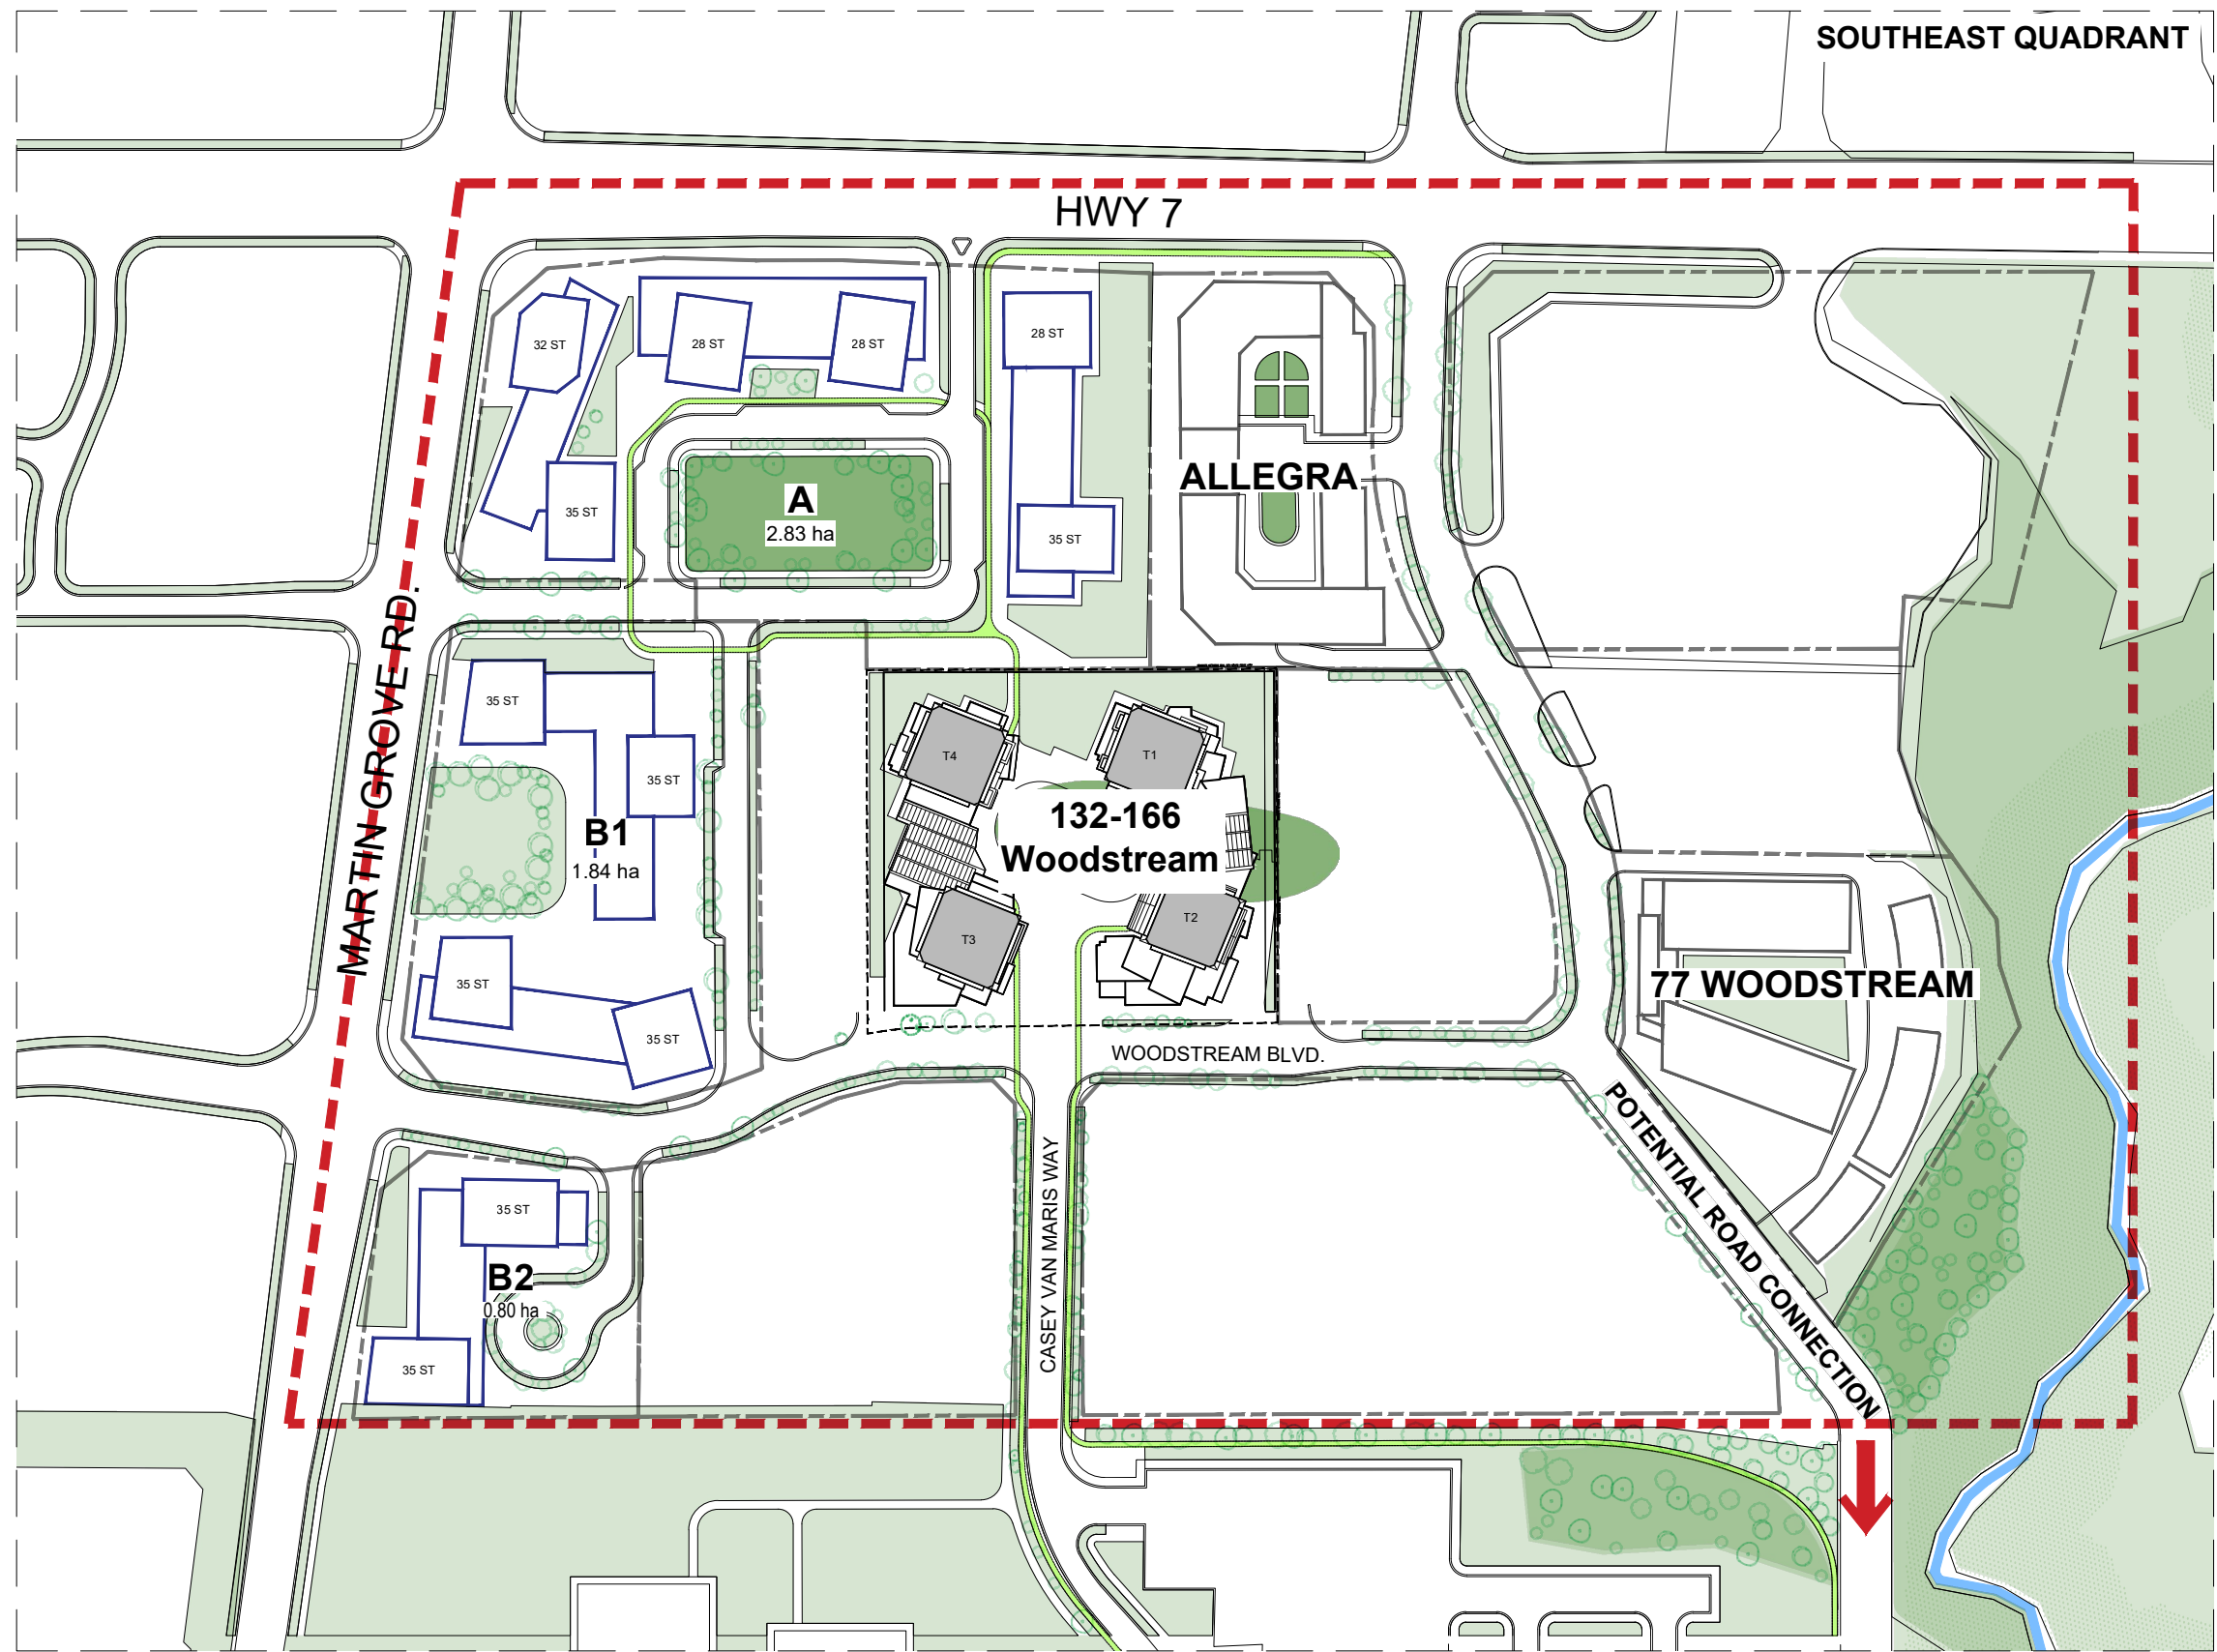 SOUTHEAST QUADRANT
HWY 7
32 ST
28 ST
28 ST
28 ST
35 ST
35 ST
A
2.83 ha
ALLEGRA
MARTIN GROVE RD.
35 ST
35 ST
B1
1.84 ha
35 ST
35 ST
T4
T1
132-166
Woodstream
T3
T2
77 WOODSTREAM
WOODSTREAM BLVD.
POTENTIAL ROAD CONNECTION
CASEY VAN MARIS WAY
35 ST
B2
0.80 ha
35 ST